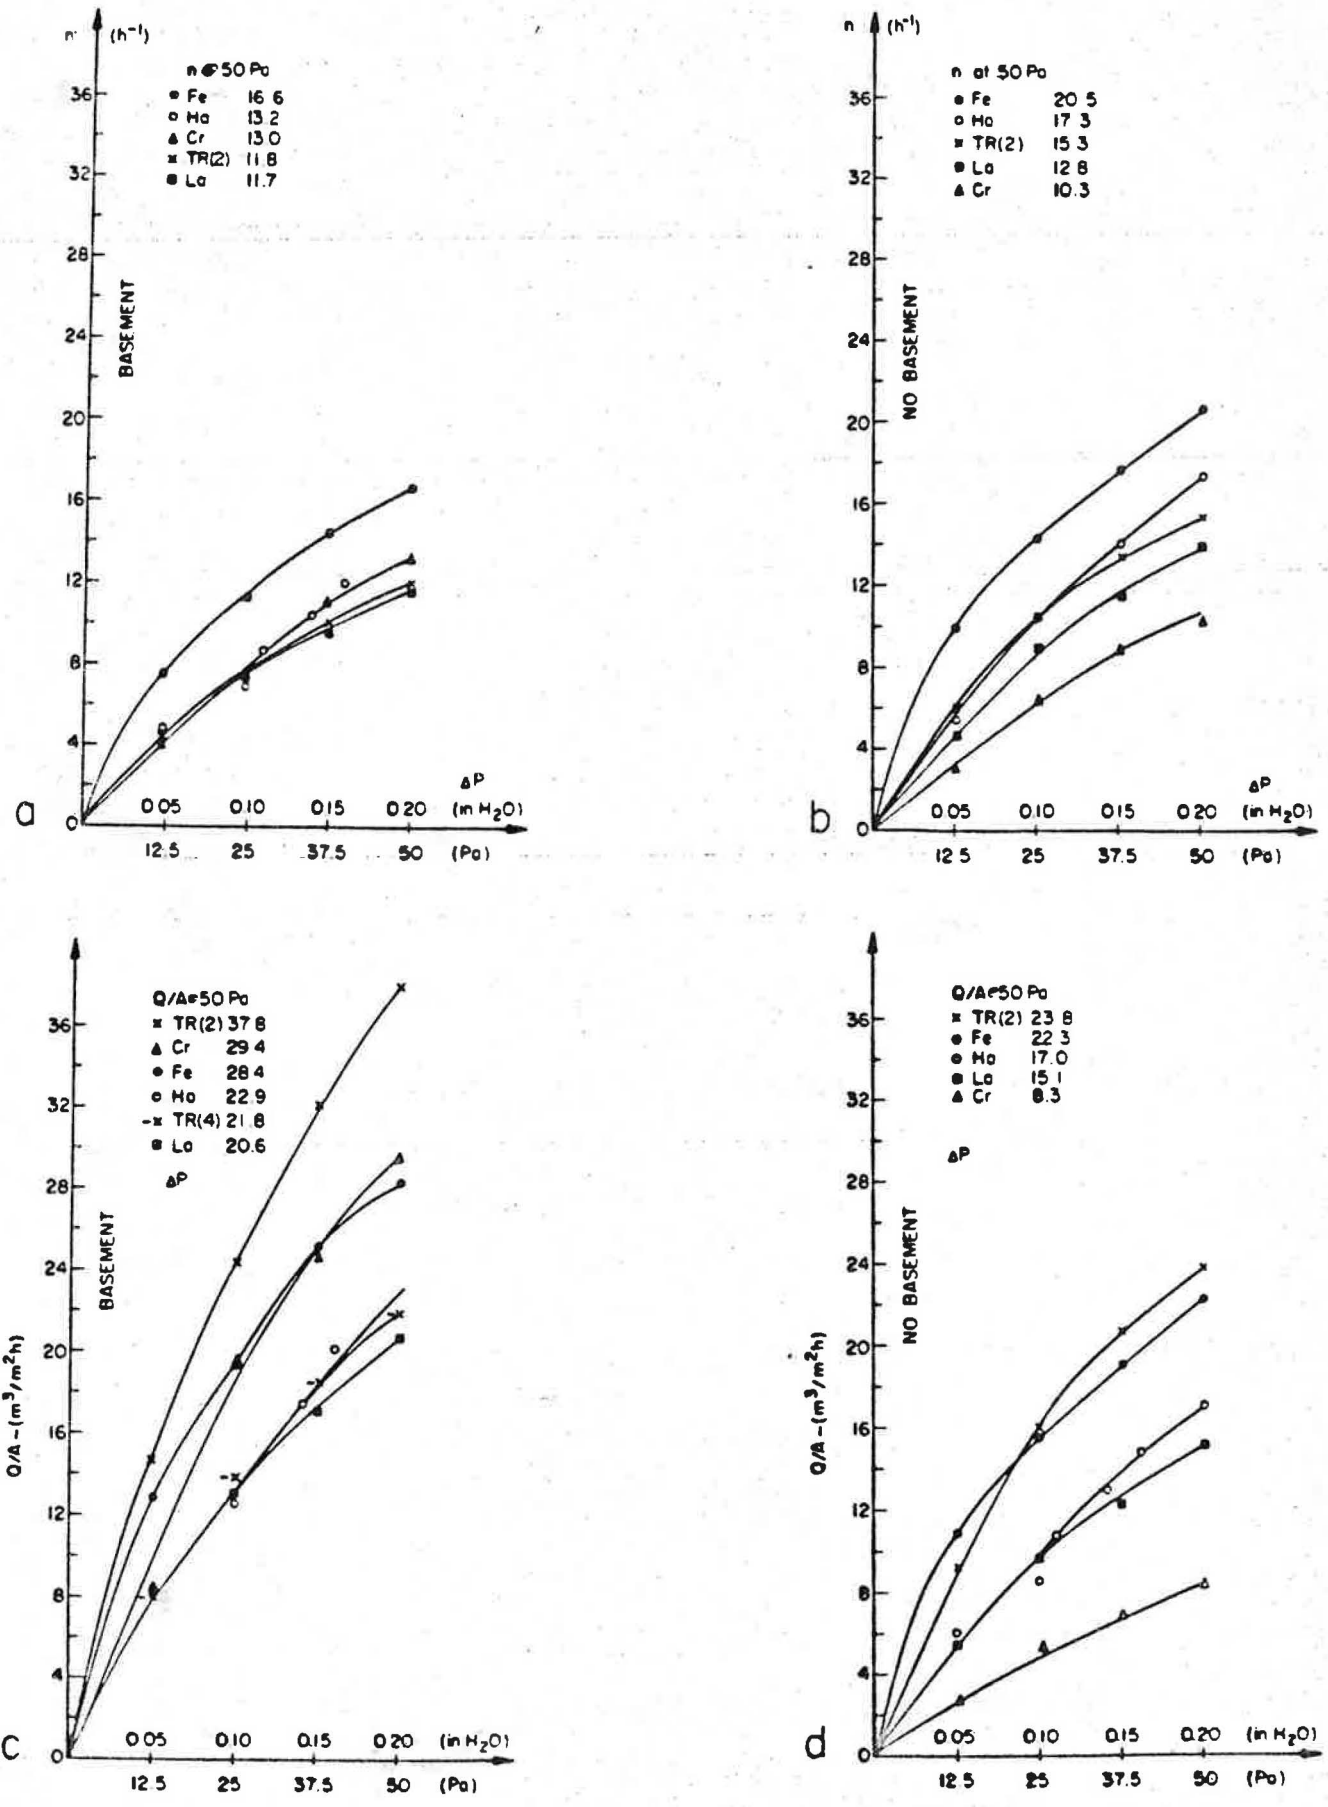 n (h⁻¹)
n @ 50 Pa
Fe 16.6
Ha 13.2
Cr 13.0
TR(2) 11.8
La 11.7
36
32
28
24
20
16
12
8
4
0
BASEMENT
ΔP
0.05 0.10 0.15 0.20 (in H₂O)
12.5 25 37.5 50 (Pa)
a
n (h⁻¹)
n at 50 Pa
Fe 20.5
Ha 17.3
TR(2) 15.3
La 12.8
Cr 10.3
36
32
28
24
20
16
12
8
4
0
NO BASEMENT
ΔP
0.05 0.10 0.15 0.20 (in H₂O)
12.5 25 37.5 50 (Pa)
b
Q/A@50 Pa
TR(2) 37.8
Cr 29.4
Fe 28.4
Ha 22.9
TR(4) 21.8
La 20.6
ΔP
36
32
28
24
20
16
12
8
4
0
BASEMENT
Q/A - (m³/m²h)
0.05 0.10 0.15 0.20 (in H₂O)
12.5 25 37.5 50 (Pa)
c
Q/A@50 Pa
TR(2) 23.8
Fe 22.3
Ha 17.0
La 15.1
Cr 8.3
ΔP
36
32
28
24
20
16
12
8
4
0
NO BASEMENT
Q/A - (m³/m²h)
0.05 0.10 0.15 0.20 (in H₂O)
12.5 25 37.5 50 (Pa)
d